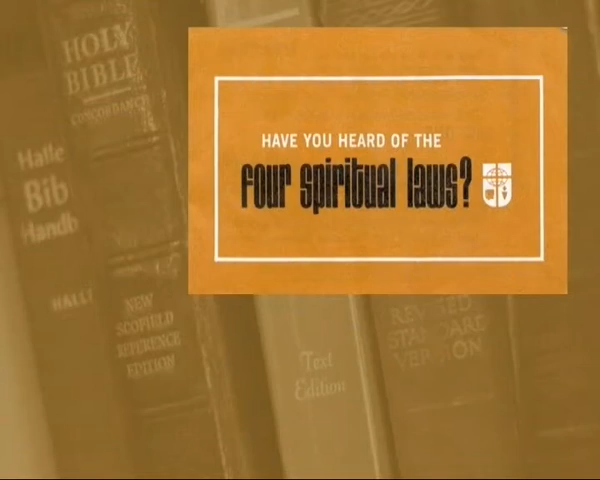 HOLY
BIBLE
CONCORDANCE
Halle
Bib
Handb
HALL
NEW
SCOFIELD
REFERENCE
EDITION
HAVE YOU HEARD OF THE
four spiritual laws?
Text
Edition
REVISED
STANDARD
VERSION